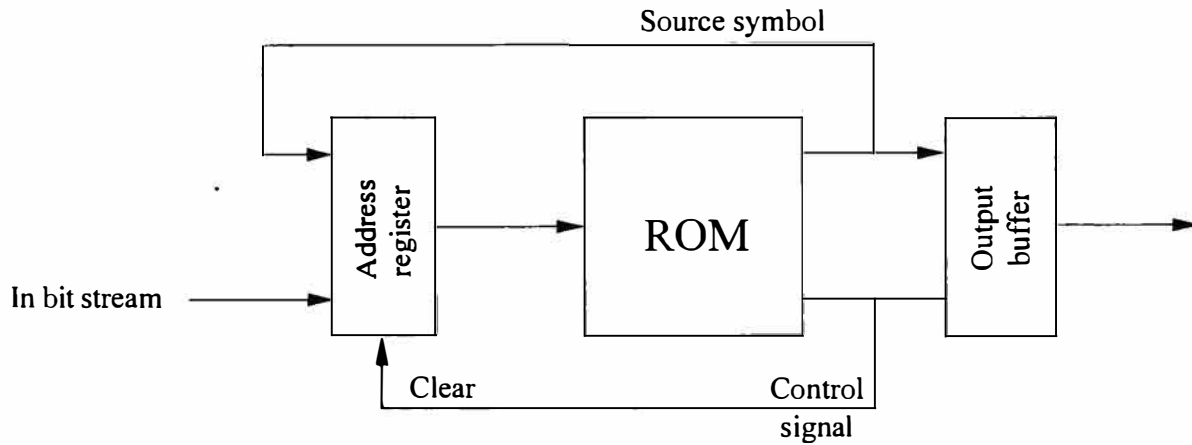 Source symbol
Address
register
ROM
Output
buffer
In bit stream
Clear
Control
signal